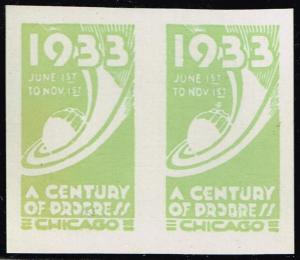 1933
JUNE 1ST
TO NOV. 1ST
A CENTURY
OF PROGRESS
CHICAGO
1933
JUNE 1ST
TO NOV. 1ST
A CENTURY
OF PROGRESS
CHICAGO